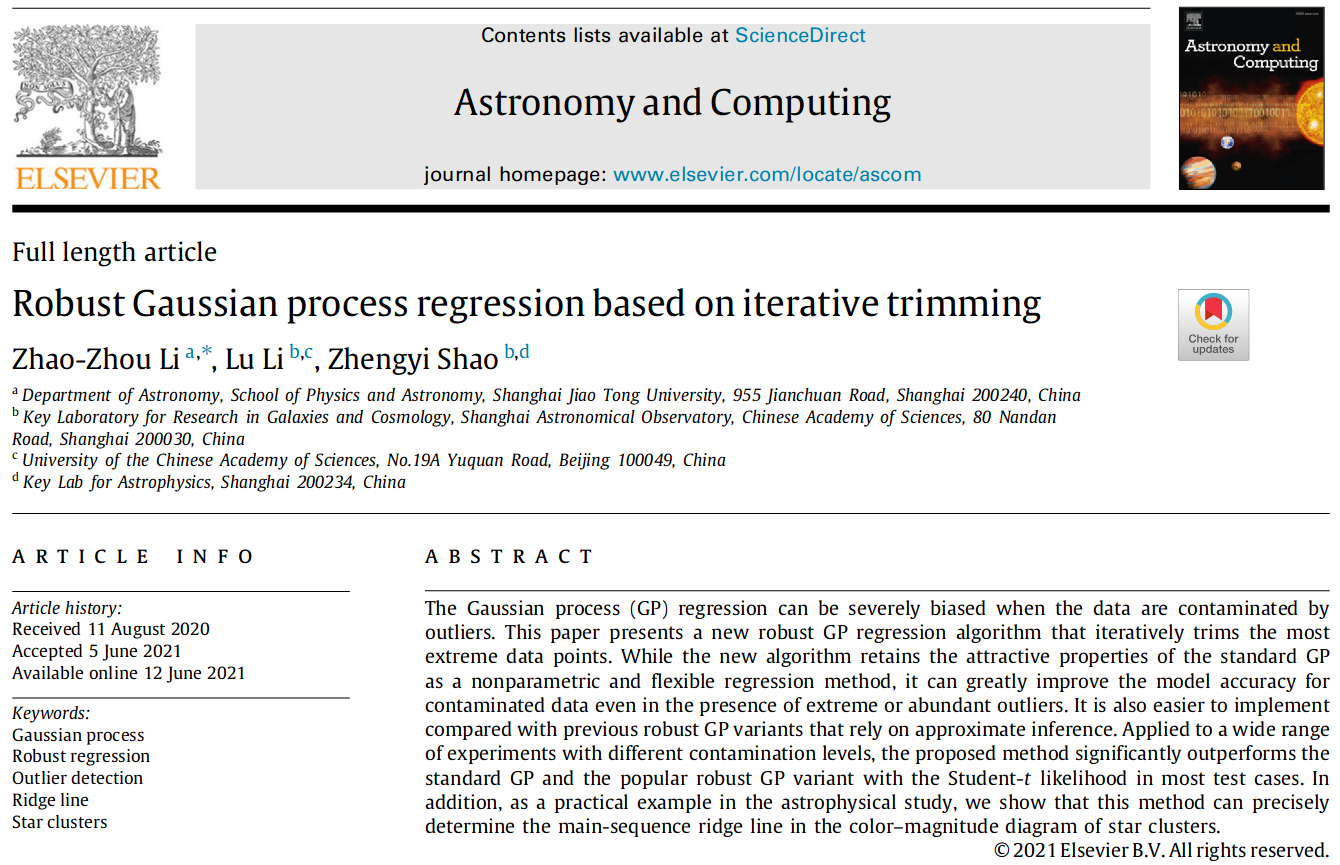 Contents lists available at ScienceDirect
Astronomy and Computing
journal homepage: www.elsevier.com/locate/ascom
ELSEVIER
Astronomy and
Computing
Full length article
Robust Gaussian process regression based on iterative trimming
Check for
updates
Zhao-Zhou Li a,*, Lu Li b,c, Zhengyi Shao b,d
a Department of Astronomy, School of Physics and Astronomy, Shanghai Jiao Tong University, 955 Jianchuan Road, Shanghai 200240, China
b Key Laboratory for Research in Galaxies and Cosmology, Shanghai Astronomical Observatory, Chinese Academy of Sciences, 80 Nandan
Road, Shanghai 200030, China
c University of the Chinese Academy of Sciences, No.19A Yuquan Road, Beijing 100049, China
d Key Lab for Astrophysics, Shanghai 200234, China
ARTICLE INFO
Article history:
Received 11 August 2020
Accepted 5 June 2021
Available online 12 June 2021
Keywords:
Gaussian process
Robust regression
Outlier detection
Ridge line
Star clusters
ABSTRACT
The Gaussian process (GP) regression can be severely biased when the data are contaminated by
outliers. This paper presents a new robust GP regression algorithm that iteratively trims the most
extreme data points. While the new algorithm retains the attractive properties of the standard GP
as a nonparametric and flexible regression method, it can greatly improve the model accuracy for
contaminated data even in the presence of extreme or abundant outliers. It is also easier to implement
compared with previous robust GP variants that rely on approximate inference. Applied to a wide range
of experiments with different contamination levels, the proposed method significantly outperforms the
standard GP and the popular robust GP variant with the Student-t likelihood in most test cases. In
addition, as a practical example in the astrophysical study, we show that this method can precisely
determine the main-sequence ridge line in the color–magnitude diagram of star clusters.
© 2021 Elsevier B.V. All rights reserved.